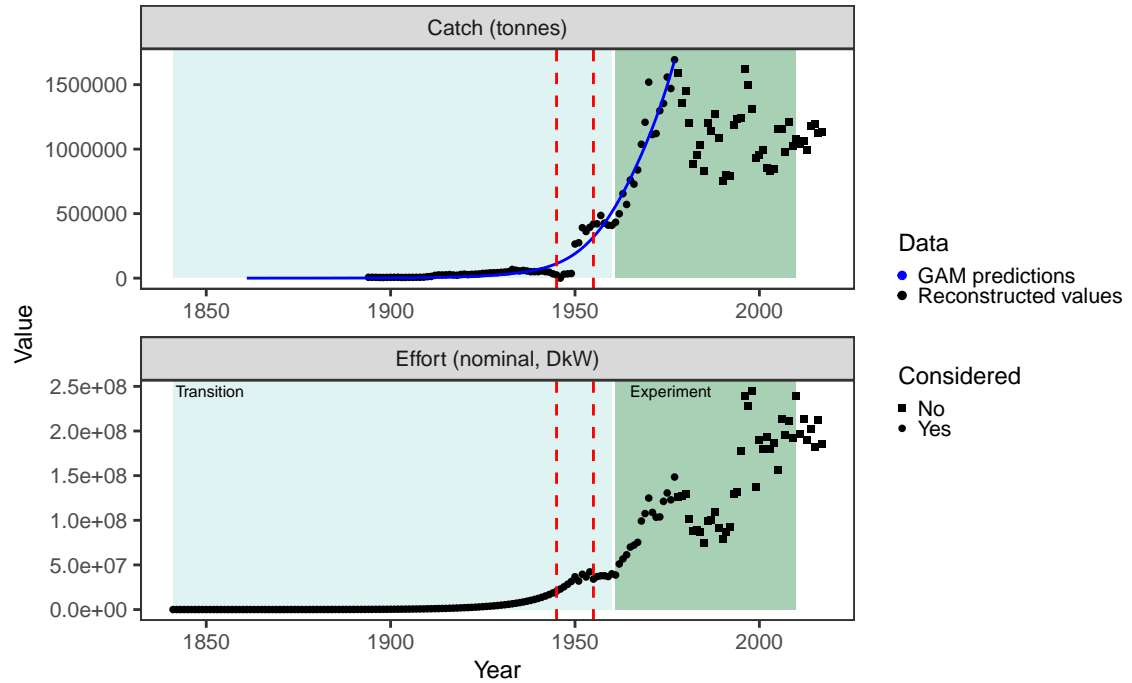 Catch (tonnes)
1500000
1000000
500000
0
1850
1900
1950
2000
Effort (nominal, DkW)
Transition
Experiment
2.5e+08
2.0e+08
1.5e+08
1.0e+08
5.0e+07
0.0e+00
1850
1900
1950
2000
Year
Value
Data
GAM predictions
Reconstructed values
Considered
No
Yes